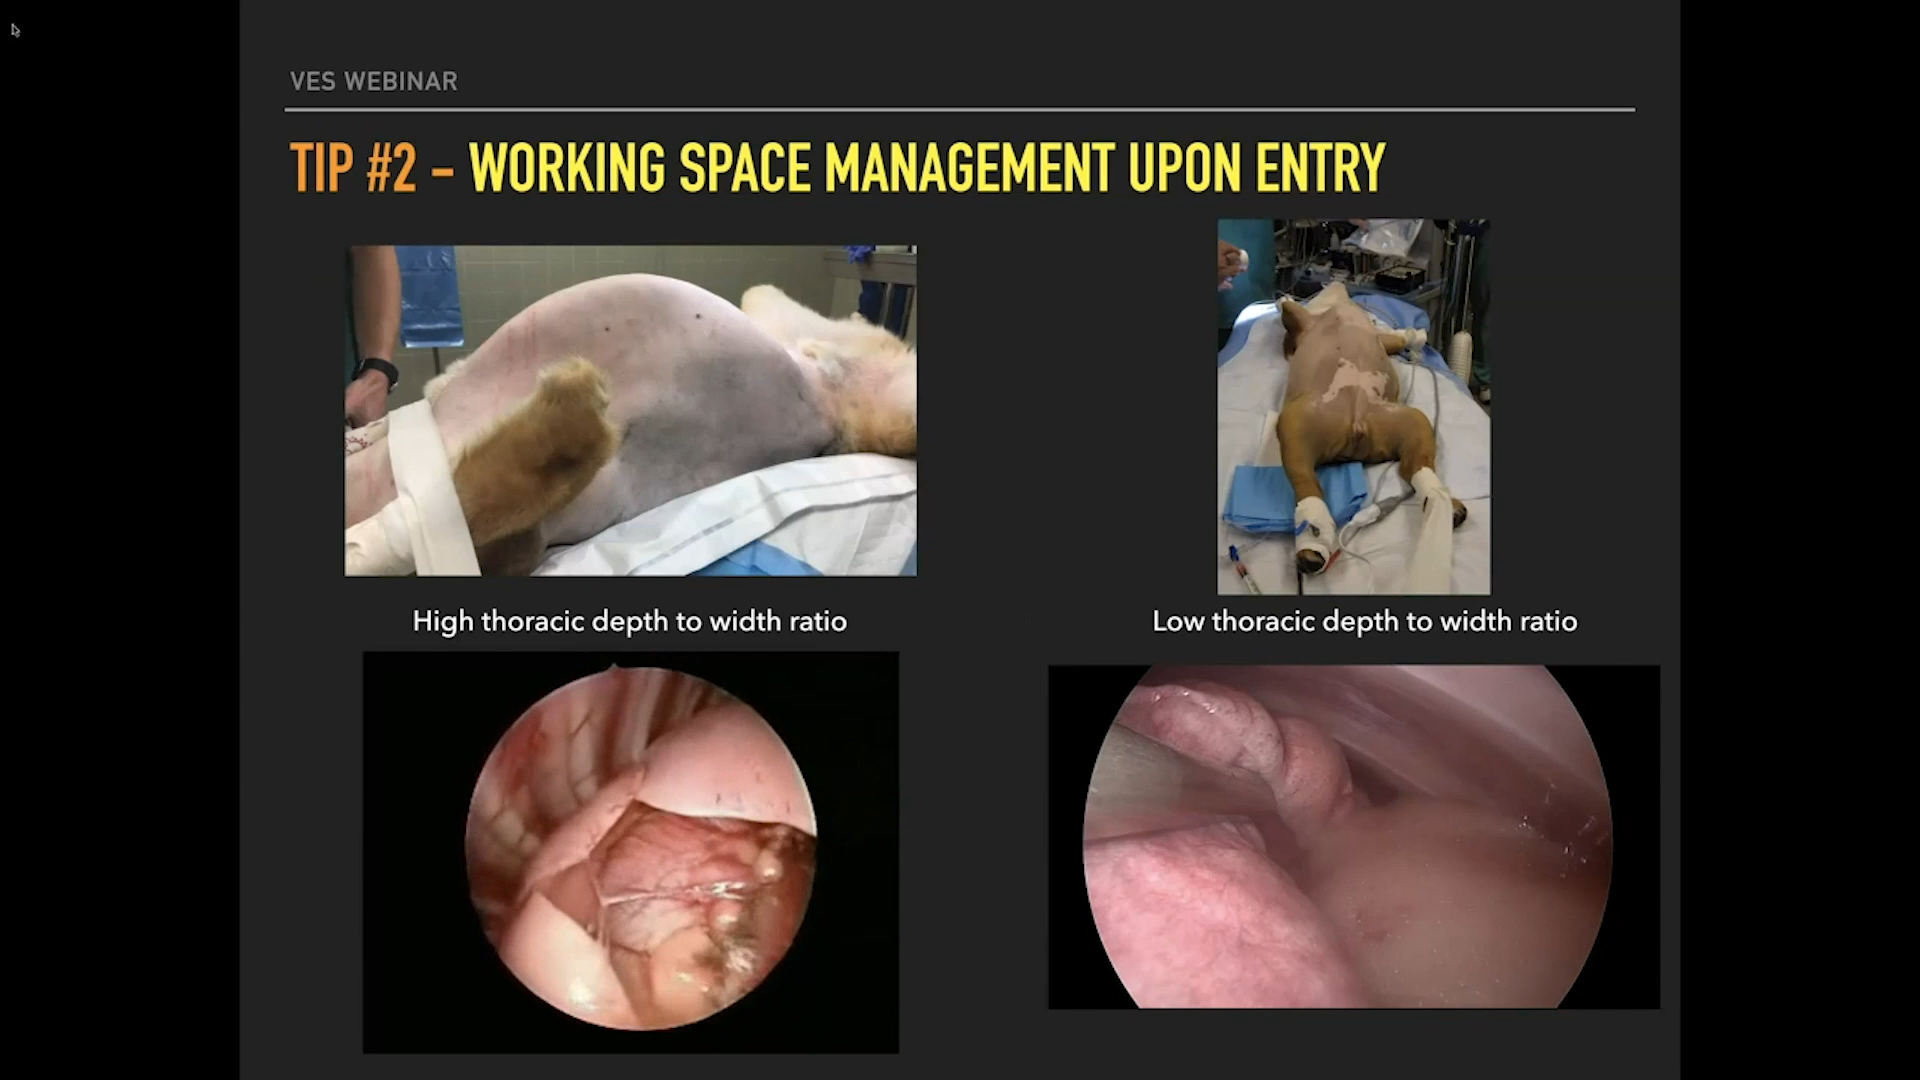 VES WEBINAR
TIP #2 - WORKING SPACE MANAGEMENT UPON ENTRY
High thoracic depth to width ratio
Low thoracic depth to width ratio